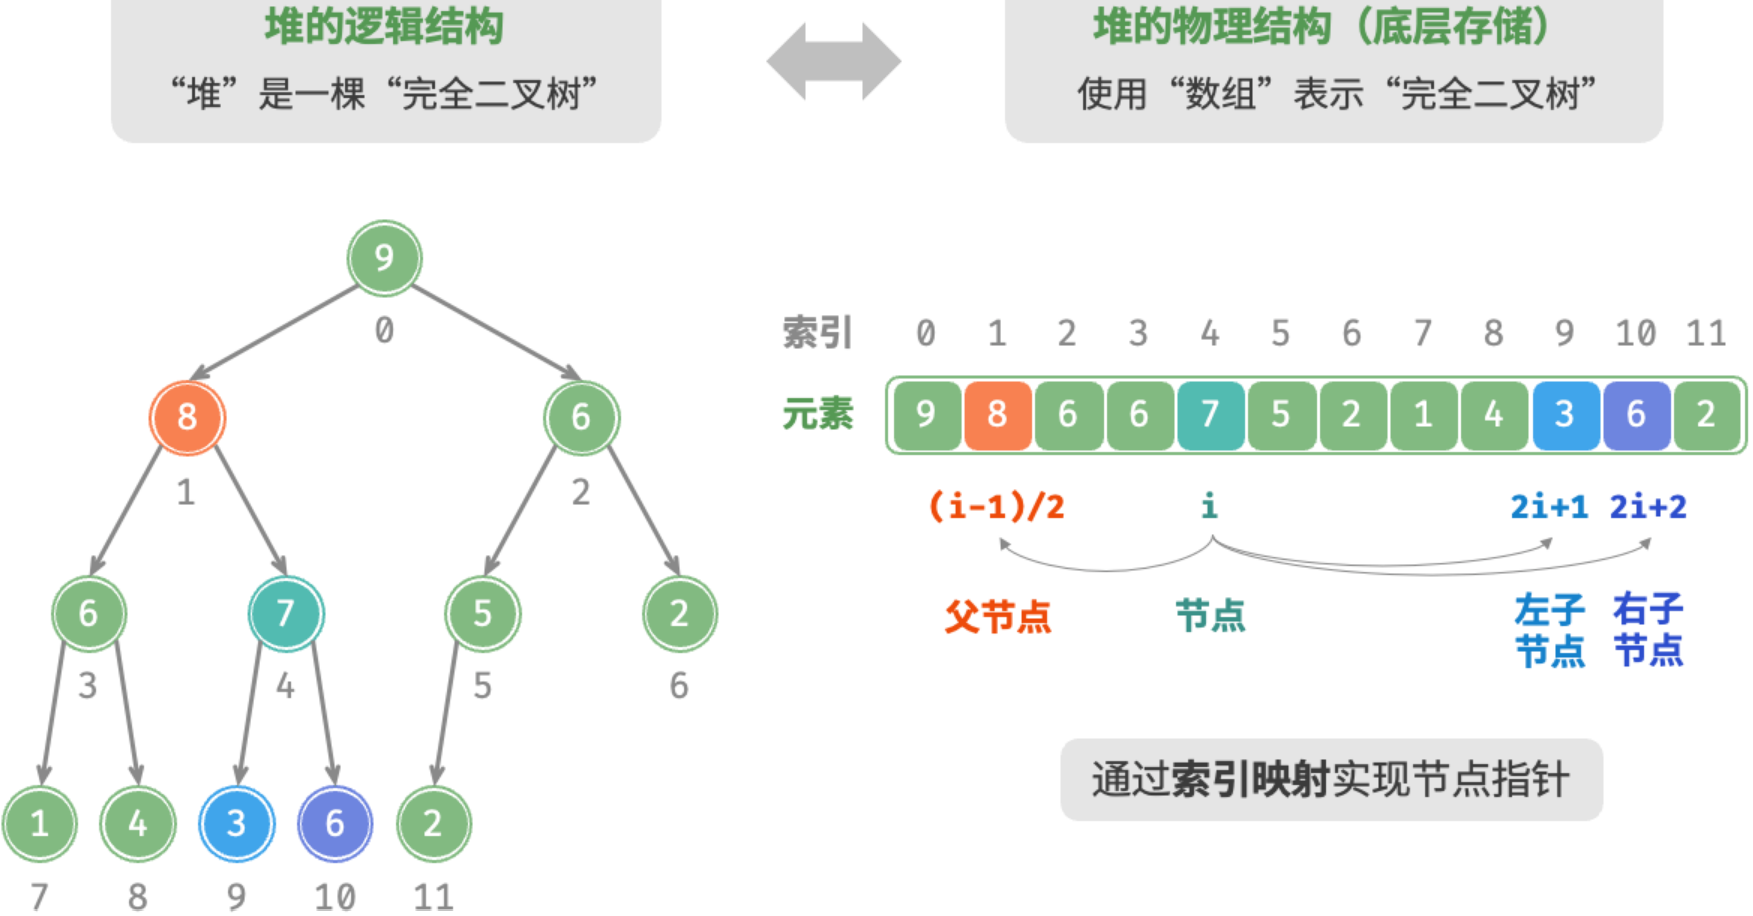 堆的逻辑结构
“堆”是一棵“完全二叉树”
堆的物理结构（底层存储）
使用“数组”表示“完全二叉树”
9
0
8
6
1
2
6
7
5
2
3
4
5
6
1
4
3
6
2
7
8
9
10
11
索引 0 1 2 3 4 5 6 7 8 9 10 11
元素 9 8 6 6 7 5 2 1 4 3 6 2
(i-1)/2
i
2i+1
2i+2
父节点
节点
左子
节点
右子
节点
通过索引映射实现节点指针